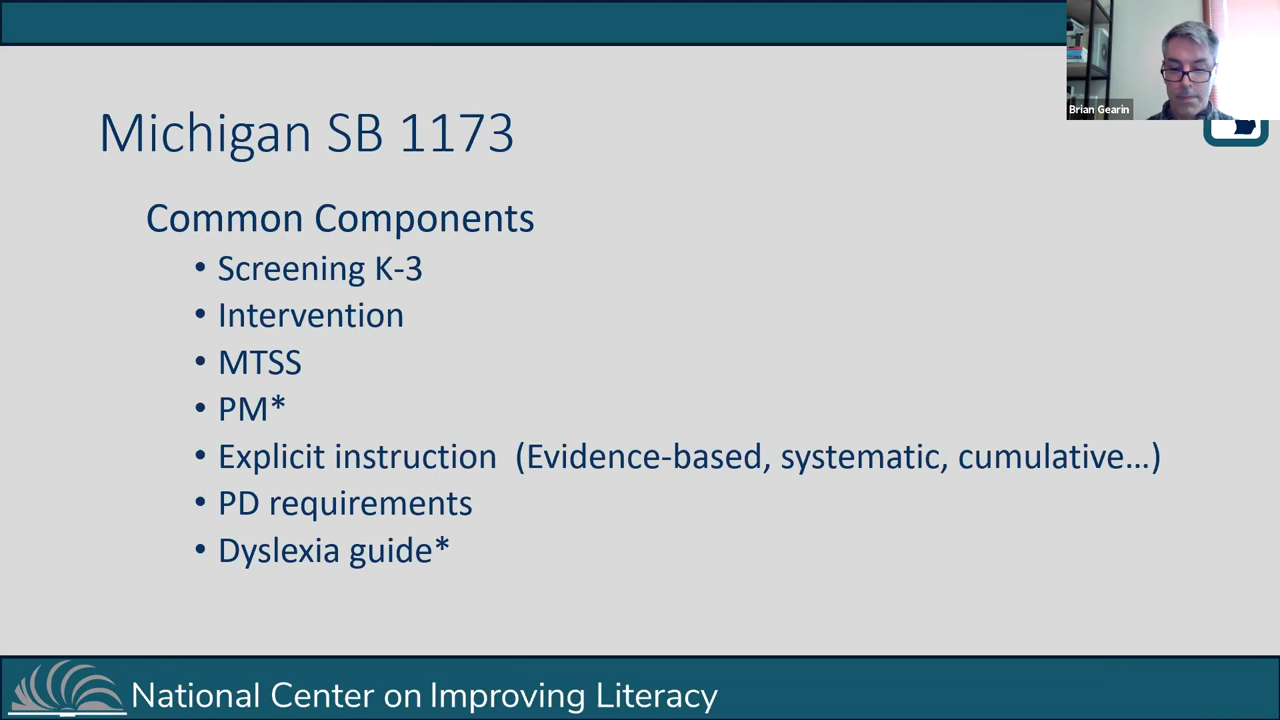 Brian Gearin
Michigan SB 1173
Common Components
• Screening K-3
• Intervention
• MTSS
• PM*
• Explicit instruction (Evidence-based, systematic, cumulative…)
• PD requirements
• Dyslexia guide*
National Center on Improving Literacy